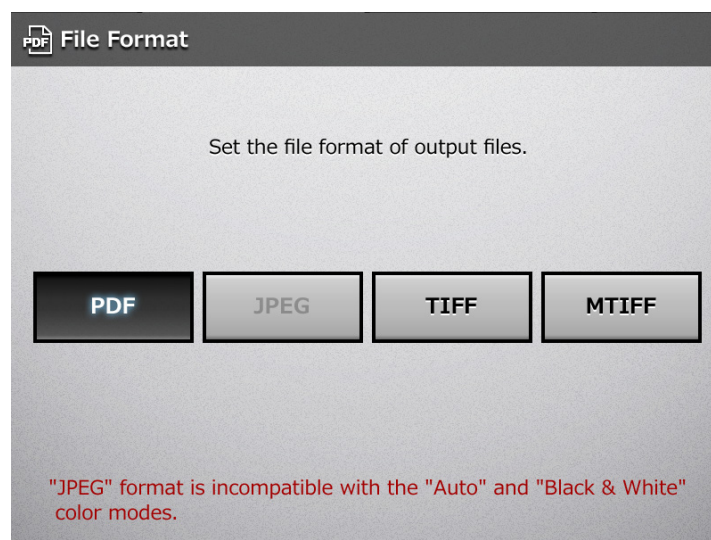 PDF File Format
Set the file format of output files.
PDF JPEG TIFF MTIFF
"JPEG" format is incompatible with the "Auto" and "Black & White"
color modes.